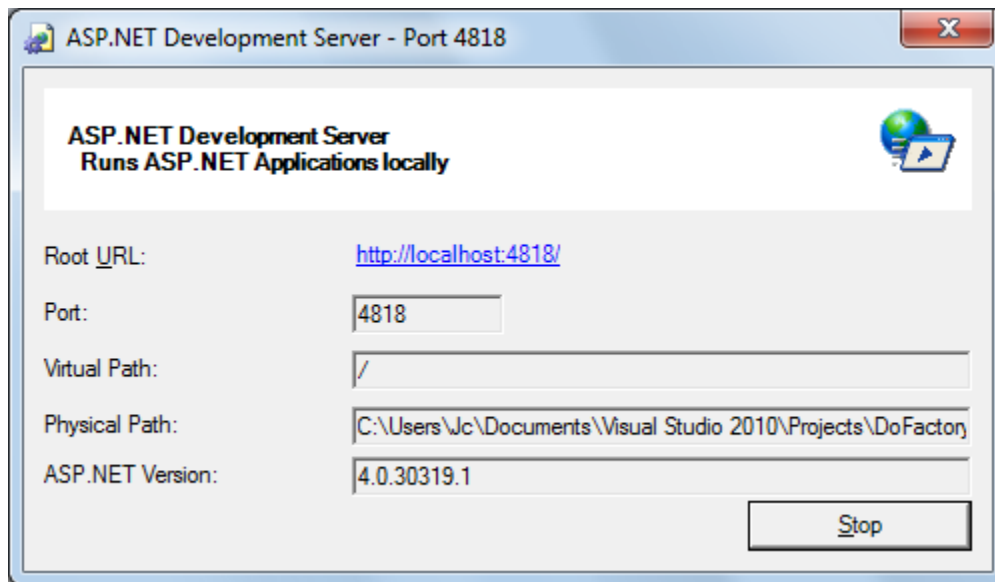 ASP.NET Development Server - Port 4818
ASP.NET Development Server
Runs ASP.NET Applications locally
Root URL: http://localhost:4818/
Port: 4818
Virtual Path: /
Physical Path: C:\Users\Jc\Documents\Visual Studio 2010\Projects\DoFactory
ASP.NET Version: 4.0.30319.1
Stop